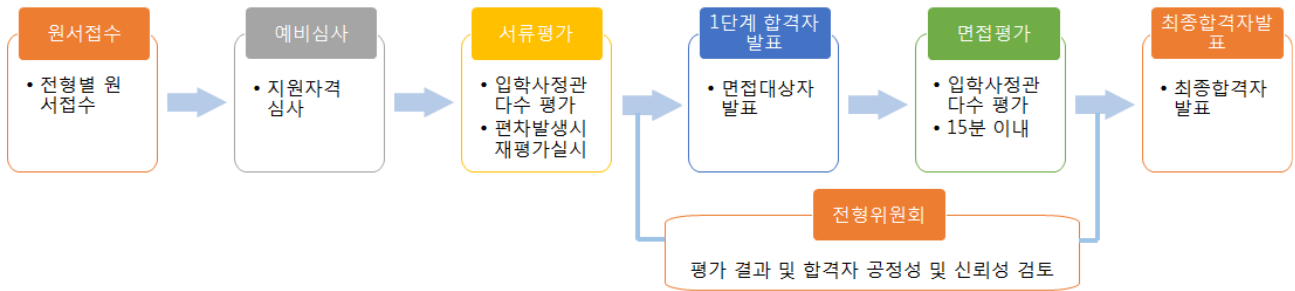 원서접수
• 전형별 원
서접수
예비심사
• 지원자격
심사
서류평가
• 입학사정관
다수 평가
• 편차발생시
재평가실시
1단계 합격자
발표
• 면접대상자
발표
면접평가
• 입학사정관
다수 평가
• 15분 이내
최종합격자발
표
• 최종합격자
발표
전형위원회
평가 결과 및 합격자 공정성 및 신뢰성 검토